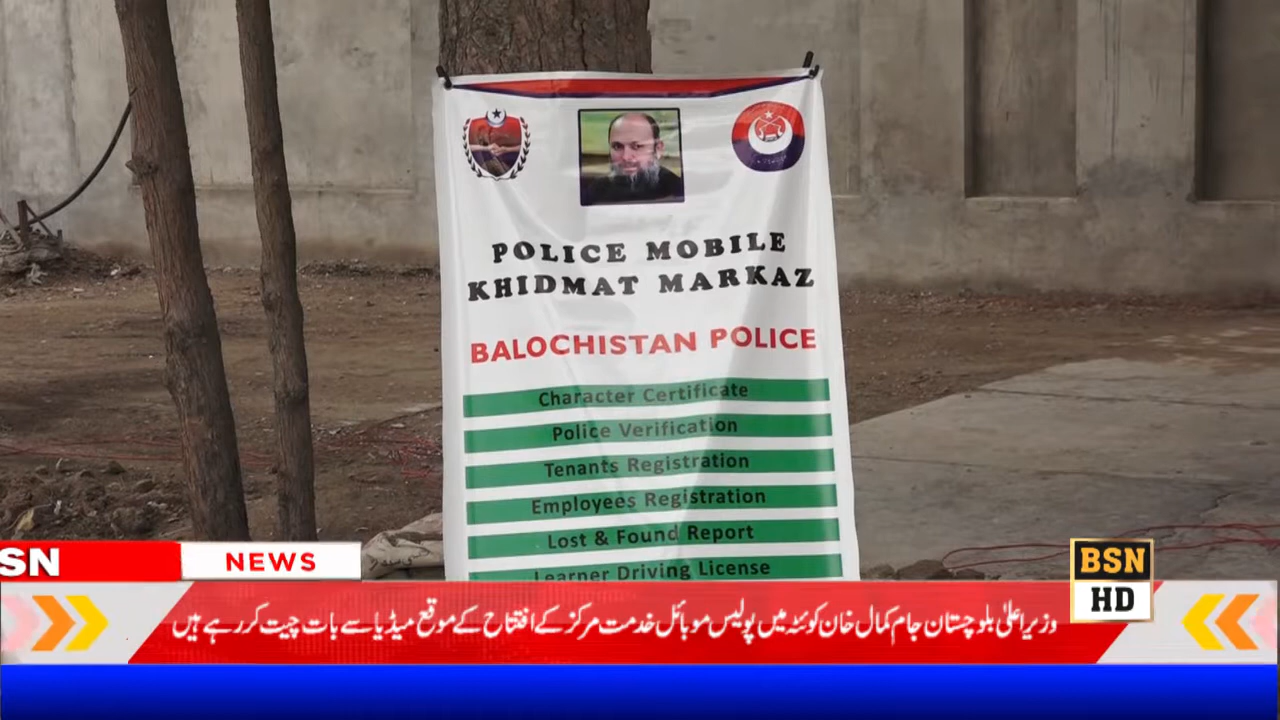 POLICE MOBILE
KHIDMAT MARKAZ
BALOCHISTAN POLICE
Character Certificate
Police Verification
Tenants Registration
Employees Registration
Lost & Found Report
Learner Driving License
SN NEWS
BSN
HD
وزیراعلیٰ بلوچستان جام کمال خان کوئٹہ میں پولیس موبائل خدمت مرکز کے افتتاح کے موقع میڈیا سے بات چیت کر رہے ہیں